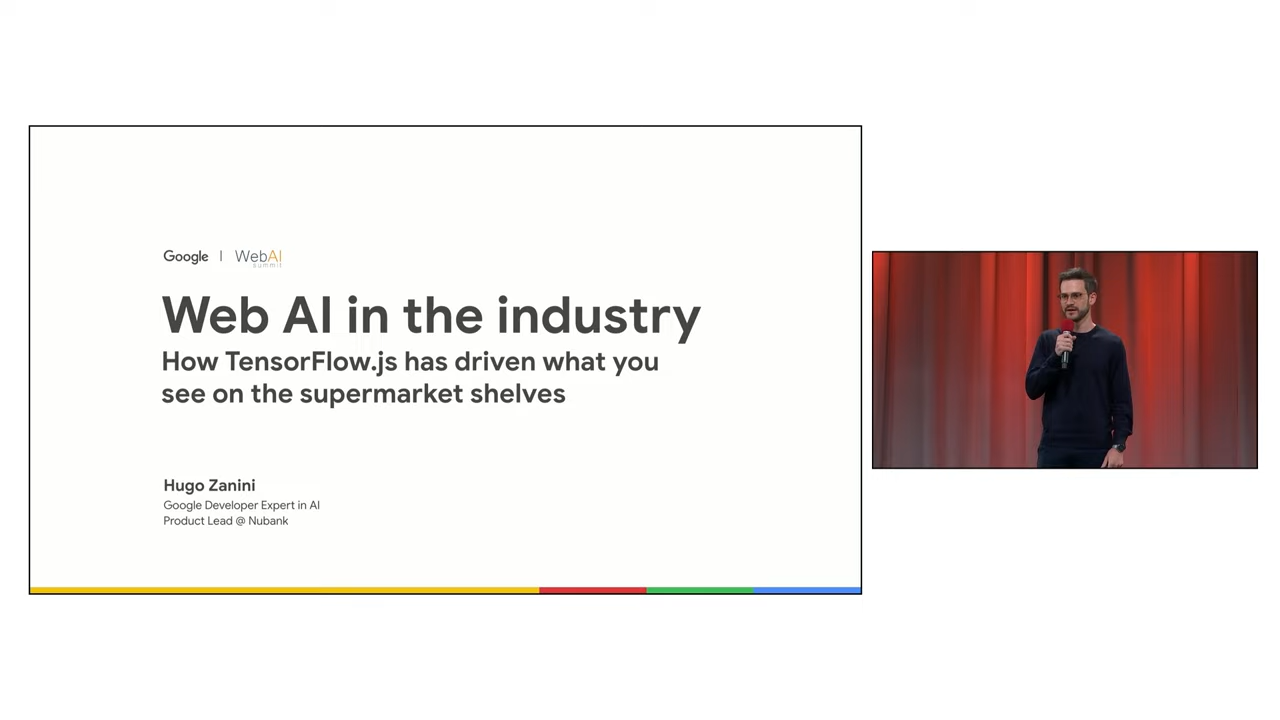 Google | WebAI
summit
Web AI in the industry
How TensorFlow.js has driven what you
see on the supermarket shelves
Hugo Zanini
Google Developer Expert in AI
Product Lead @ Nubank